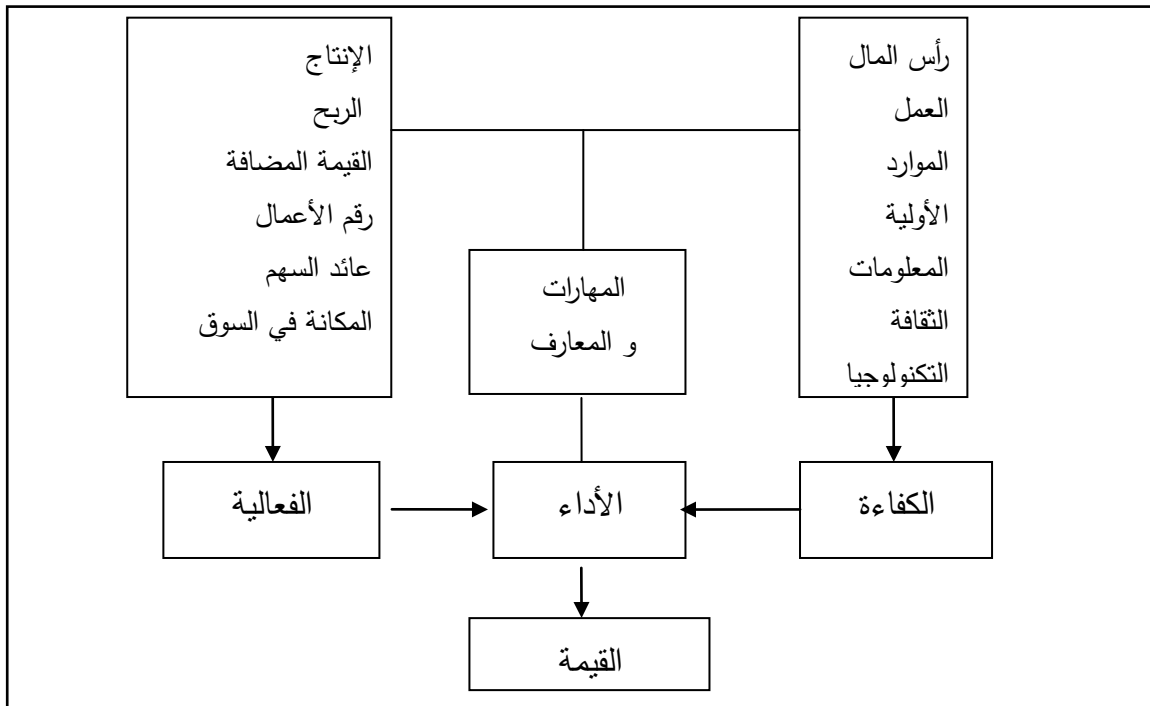 رأس المال
العمل
الموارد
الأولية
المعلومات
الثقافة
التكنولوجيا
الإنتاج
الربح
القيمة المضافة
رقم الأعمال
عائد السهم
المكانة في السوق
المهارات
و المعارف
الكفاءة
الأداء
الفعالية
القيمة